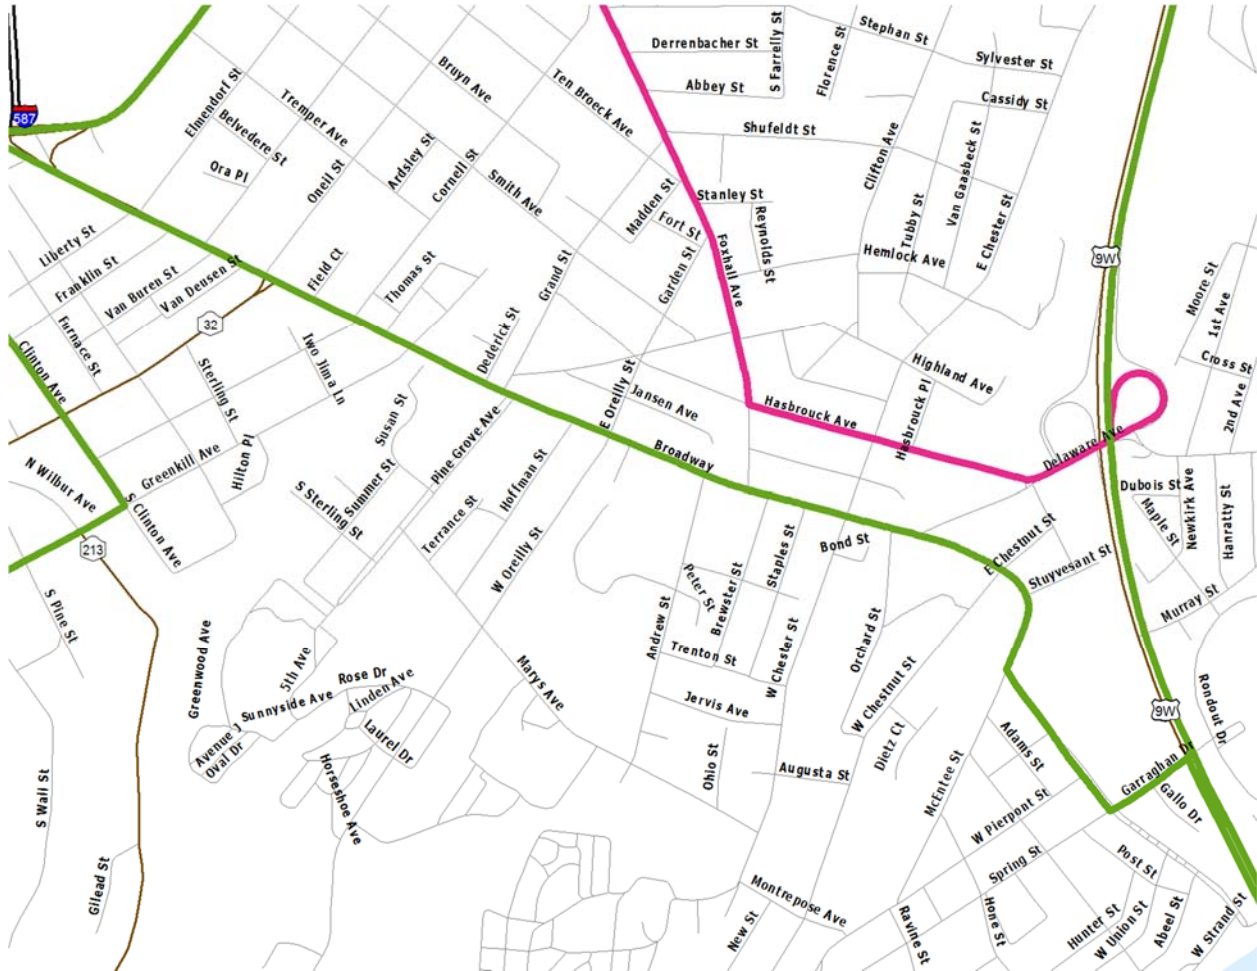 Derrenbacher St
S Farrelly St
Florence St
Stephan St
Sylvester St
Bruyn Ave
Ten Broeck Ave
Abbey St
Cassidy St
587
Elmendorf St
Tremper Ave
Belvedere St
Shufeldt St
Clifton Ave
Van Gaasbeck St
Ora Pl
Oneil St
Ardsley St
Cornell St
Smith Ave
Madden St
Stanley St
Fort St
Reynolds St
Tubby St
E Chester St
Liberty St
Franklin St
Van Buren St
Van Deusen St
Field Ct
Thomas St
Grand St
Garden St
Foxhall Ave
Hemlock Ave
9W
Moore St
1st Ave
Furnace St
32
Iwo Jima Ln
Dederick St
Clinton Ave
Sterling St
Susan St
E Oreilly St
Jansen Ave
Highland Ave
Cross St
2nd Ave
Hasbrouck Ave
Hasbrouck Pl
Delaware Ave
Greenkill Ave
Hilton Pl
Pine Grove Ave
Broadway
N Wilbur Ave
S Clinton Ave
S Sterling St
Summer St
Terrance St
Hoffman St
W Oreilly St
Dubois St
Maple St
Newkirk Ave
Hanratty St
213
Bond St
Staples St
E Chestnut St
Stuyvesant St
Peter St
Brewster St
Murray St
S Pine St
Andrew St
Trenton St
W Chester St
Orchard St
Greenwood Ave
5th Ave
Rose Dr
Linden Ave
Sunnyside Ave
Marys Ave
Jervis Ave
W Chestnut St
Rondout Dr
9W
Avenue J
Oval Dr
Laurel Dr
Dietz Ct
Adams St
Garraghan Dr
S Wall St
Horseshoe Ave
Ohio St
Augusta St
McEntee St
Gallo Dr
W Pierpont St
Gilead St
Spring St
Post St
Montrepose Ave
New St
Ravine St
Hone St
Hunter St
W Union St
Abeel St
W Strand St